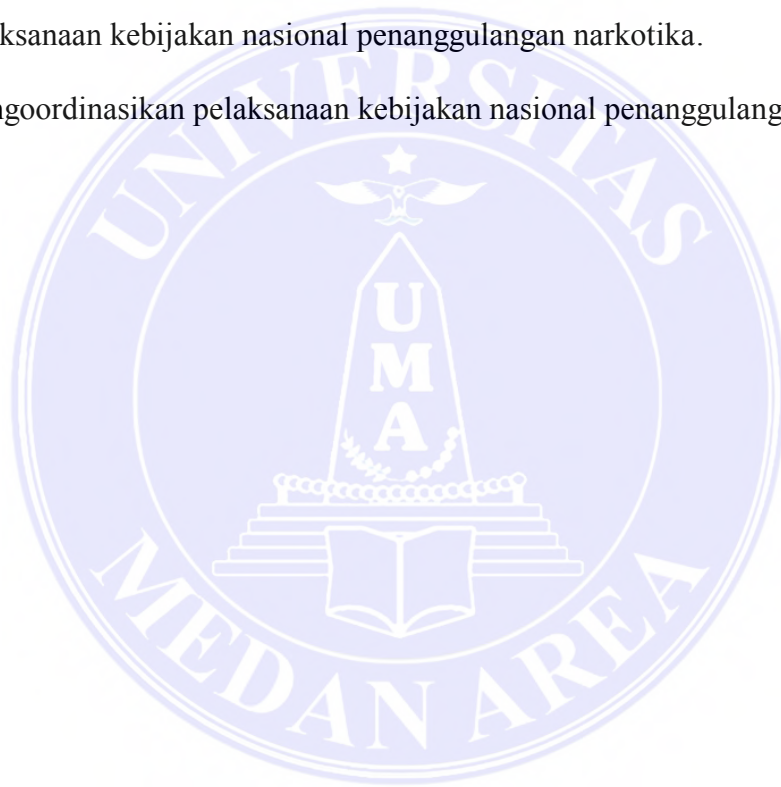 ksanaan kebijakan nasional penanggulangan narkotika.
ngoordinasikan pelaksanaan kebijakan nasional penanggulang
UNIVERSITAS
U
M
A
MEDAN AREA